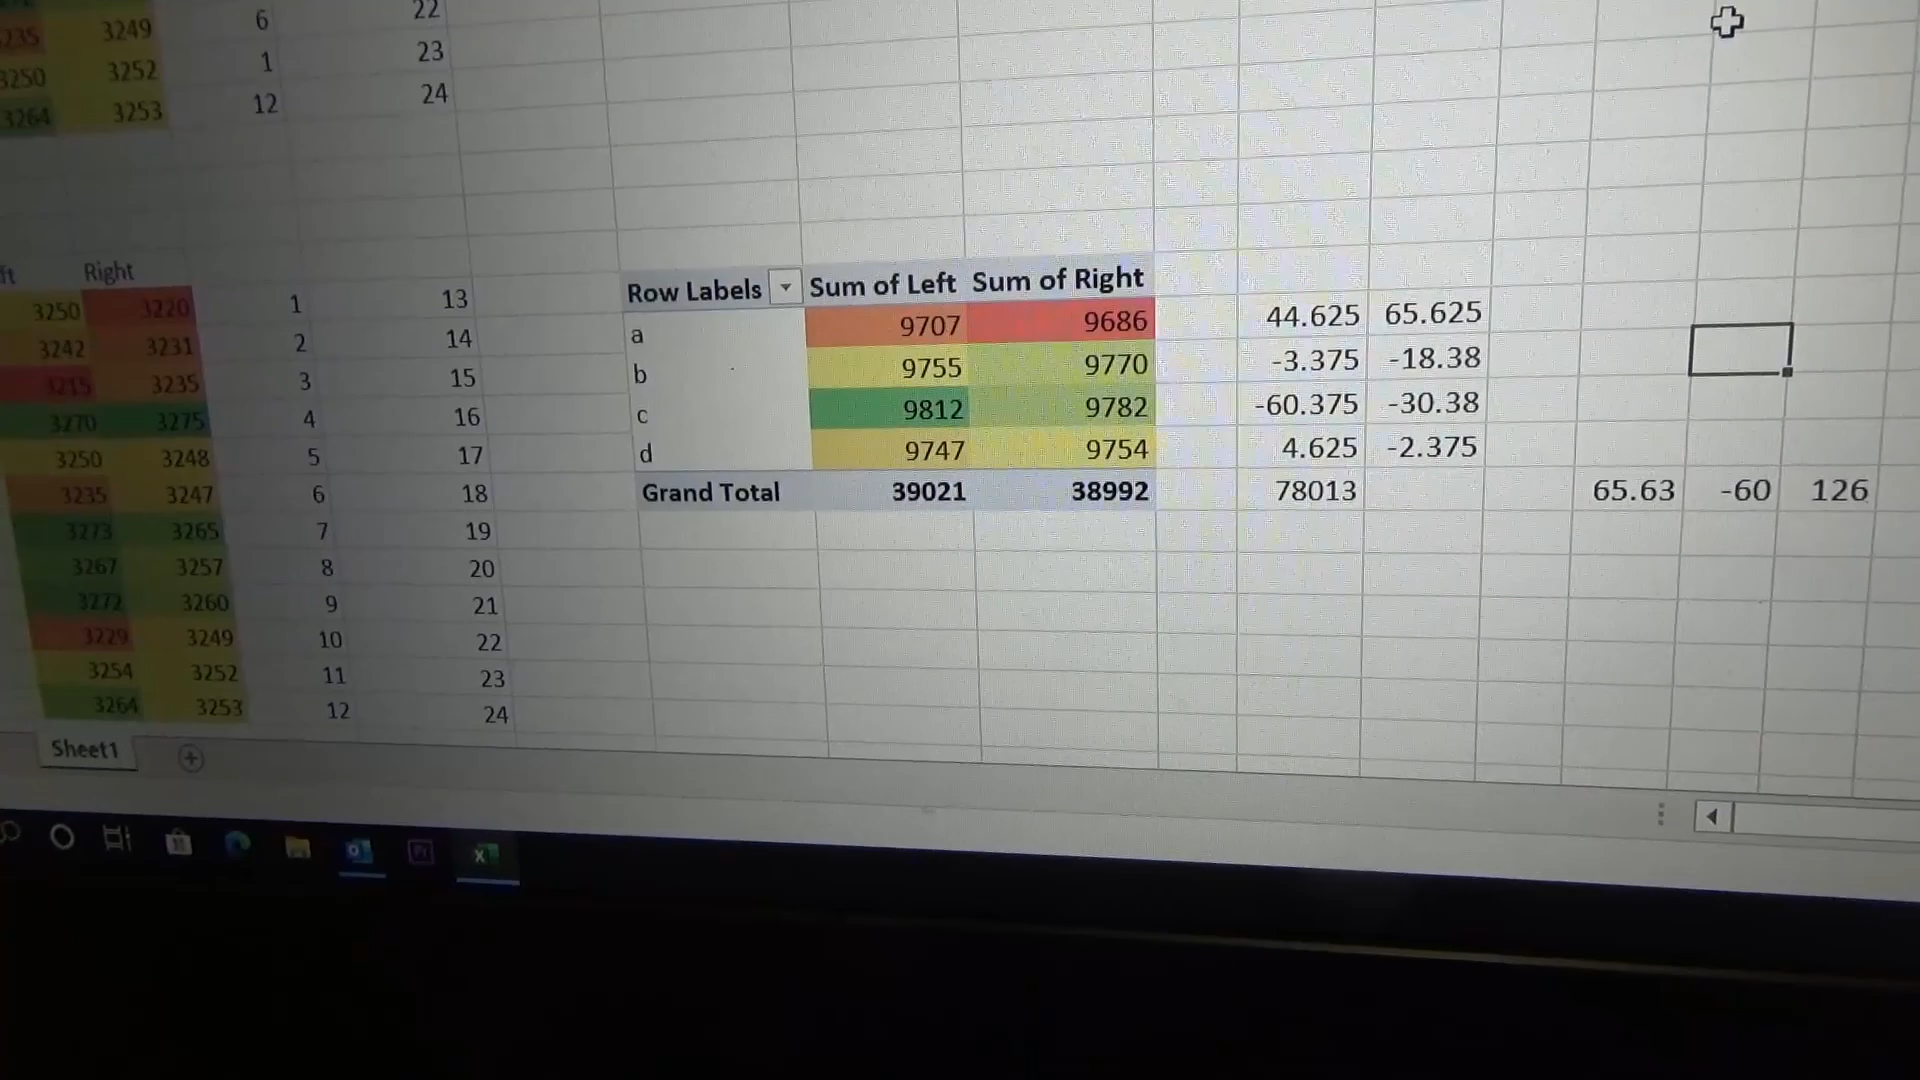 235 3249 6 22
3250 3252 1 23
3264 3253 12 24
ft Right
3250 3220 1 13
3242 3231 2 14
3215 3235 3 15
3270 3275 4 16
3250 3248 5 17
3235 3247 6 18
3273 3265 7 19
3267 3257 8 20
3272 3260 9 21
3229 3249 10 22
3254 3252 11 23
3264 3253 12 24
Row Labels Sum of Left Sum of Right
a 9707 9686 44.625 65.625
b 9755 9770 -3.375 -18.38
c 9812 9782 -60.375 -30.38
d 9747 9754 4.625 -2.375
Grand Total 39021 38992 78013 65.63 -60 126
Sheet1
Pr